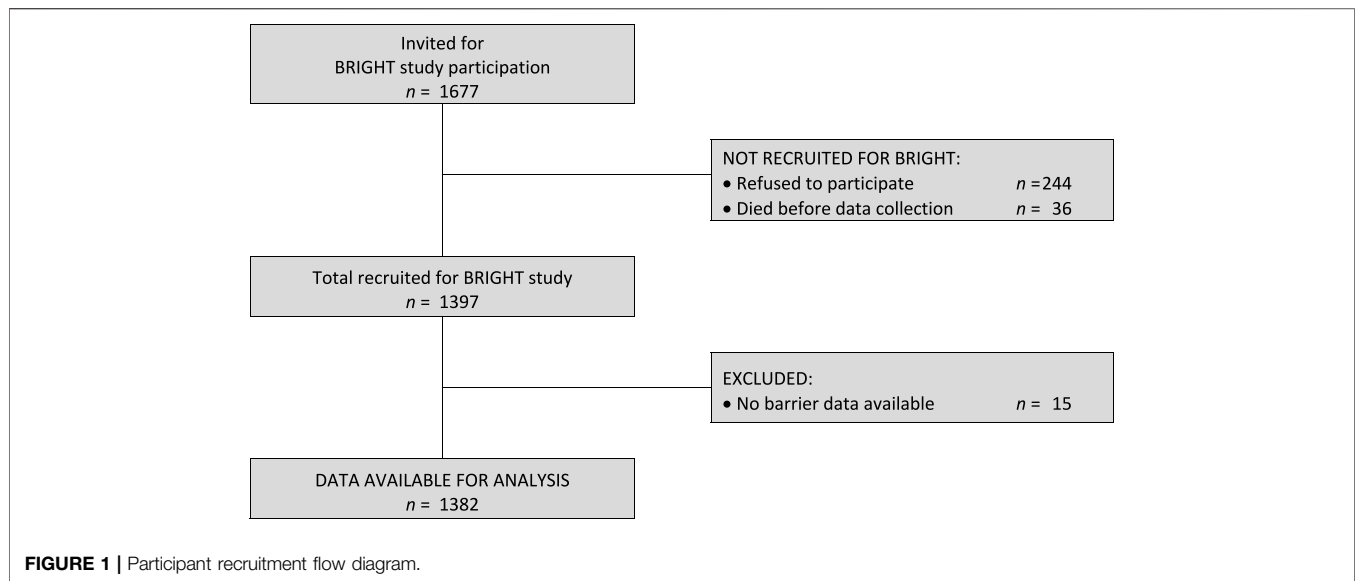 Invited for
BRIGHT study participation
n = 1677
NOT RECRUITED FOR BRIGHT:
• Refused to participate n =244
• Died before data collection n = 36
Total recruited for BRIGHT study
n = 1397
EXCLUDED:
• No barrier data available n = 15
DATA AVAILABLE FOR ANALYSIS
n = 1382
FIGURE 1 | Participant recruitment flow diagram.